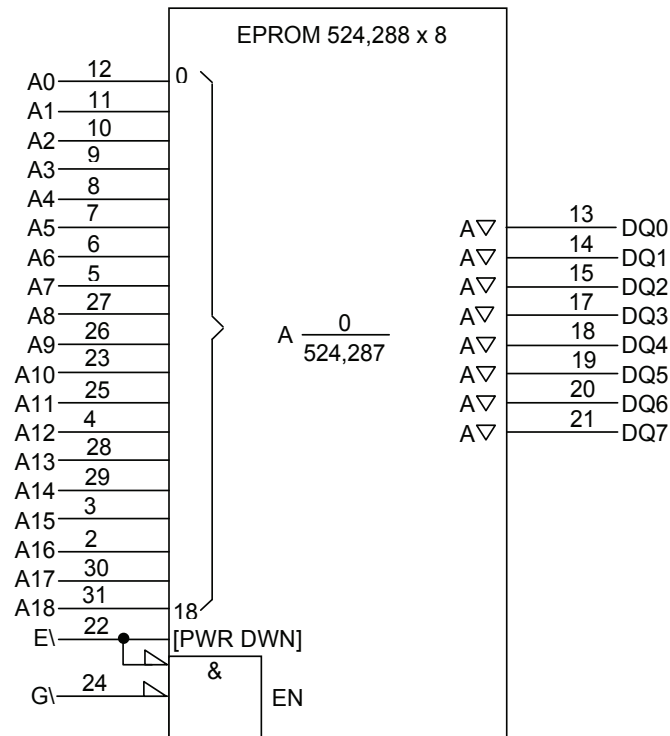 EPROM 524,288 x 8
A0 12 0
A1 11
A2 10
A3 9
A4 8
A5 7 A▽ 13 DQ0
A6 6 A▽ 14 DQ1
A7 5 A▽ 15 DQ2
A8 27 A▽ 17 DQ3
A9 26 A 0 A▽ 18 DQ4
A10 23 524,287 A▽ 19 DQ5
A11 25 A▽ 20 DQ6
A12 4 A▽ 21 DQ7
A13 28
A14 29
A15 3
A16 2
A17 30
A18 31 18
E\ 22 [PWR DWN]
&
G\ 24 EN